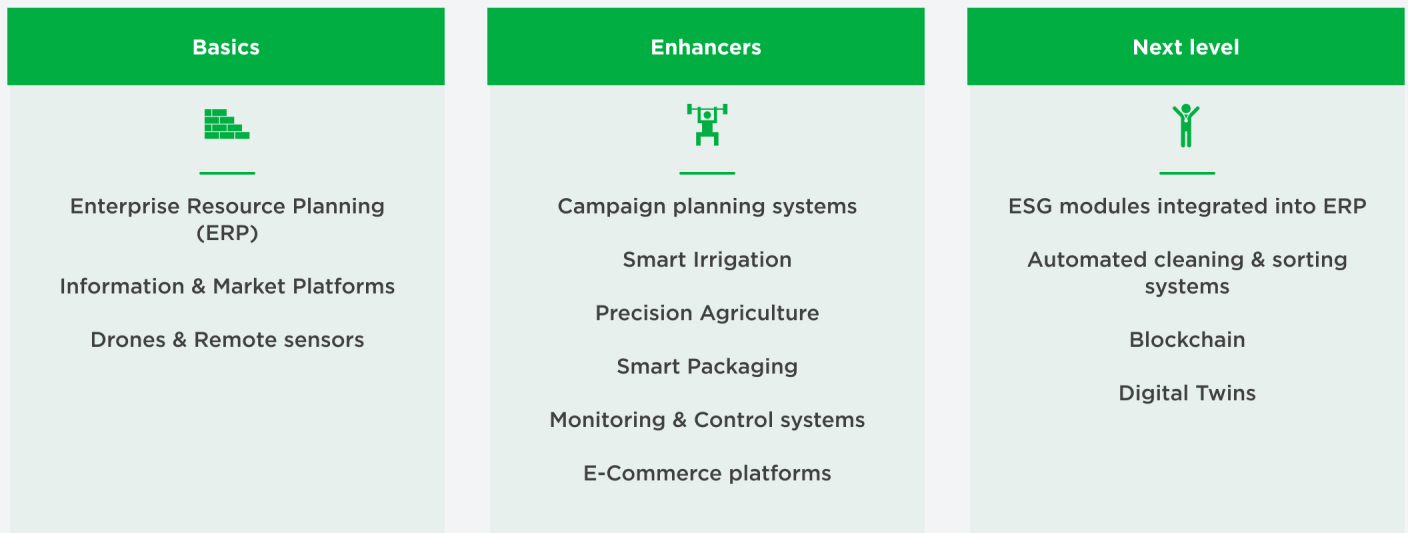 Basics
Enterprise Resource Planning
(ERP)
Information & Market Platforms
Drones & Remote sensors
Enhancers
Campaign planning systems
Smart Irrigation
Precision Agriculture
Smart Packaging
Monitoring & Control systems
E-Commerce platforms
Next level
ESG modules integrated into ERP
Automated cleaning & sorting
systems
Blockchain
Digital Twins